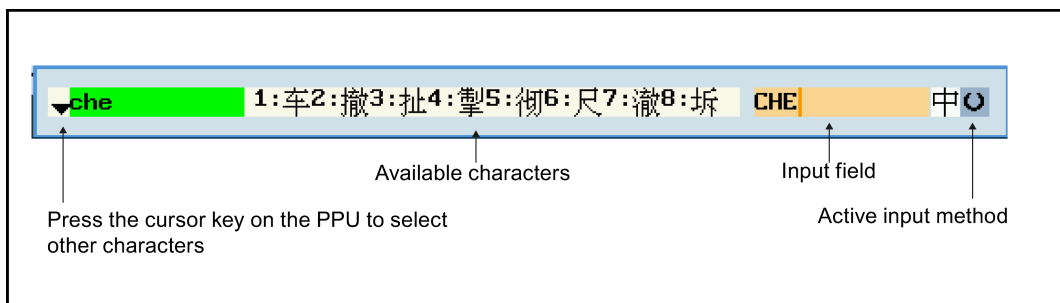 che 1:车2:撤3:扯4:掣5:彻6:尺7:澈8:坼 CHE 中
Available characters
Input field
Press the cursor key on the PPU to select
other characters
Active input method